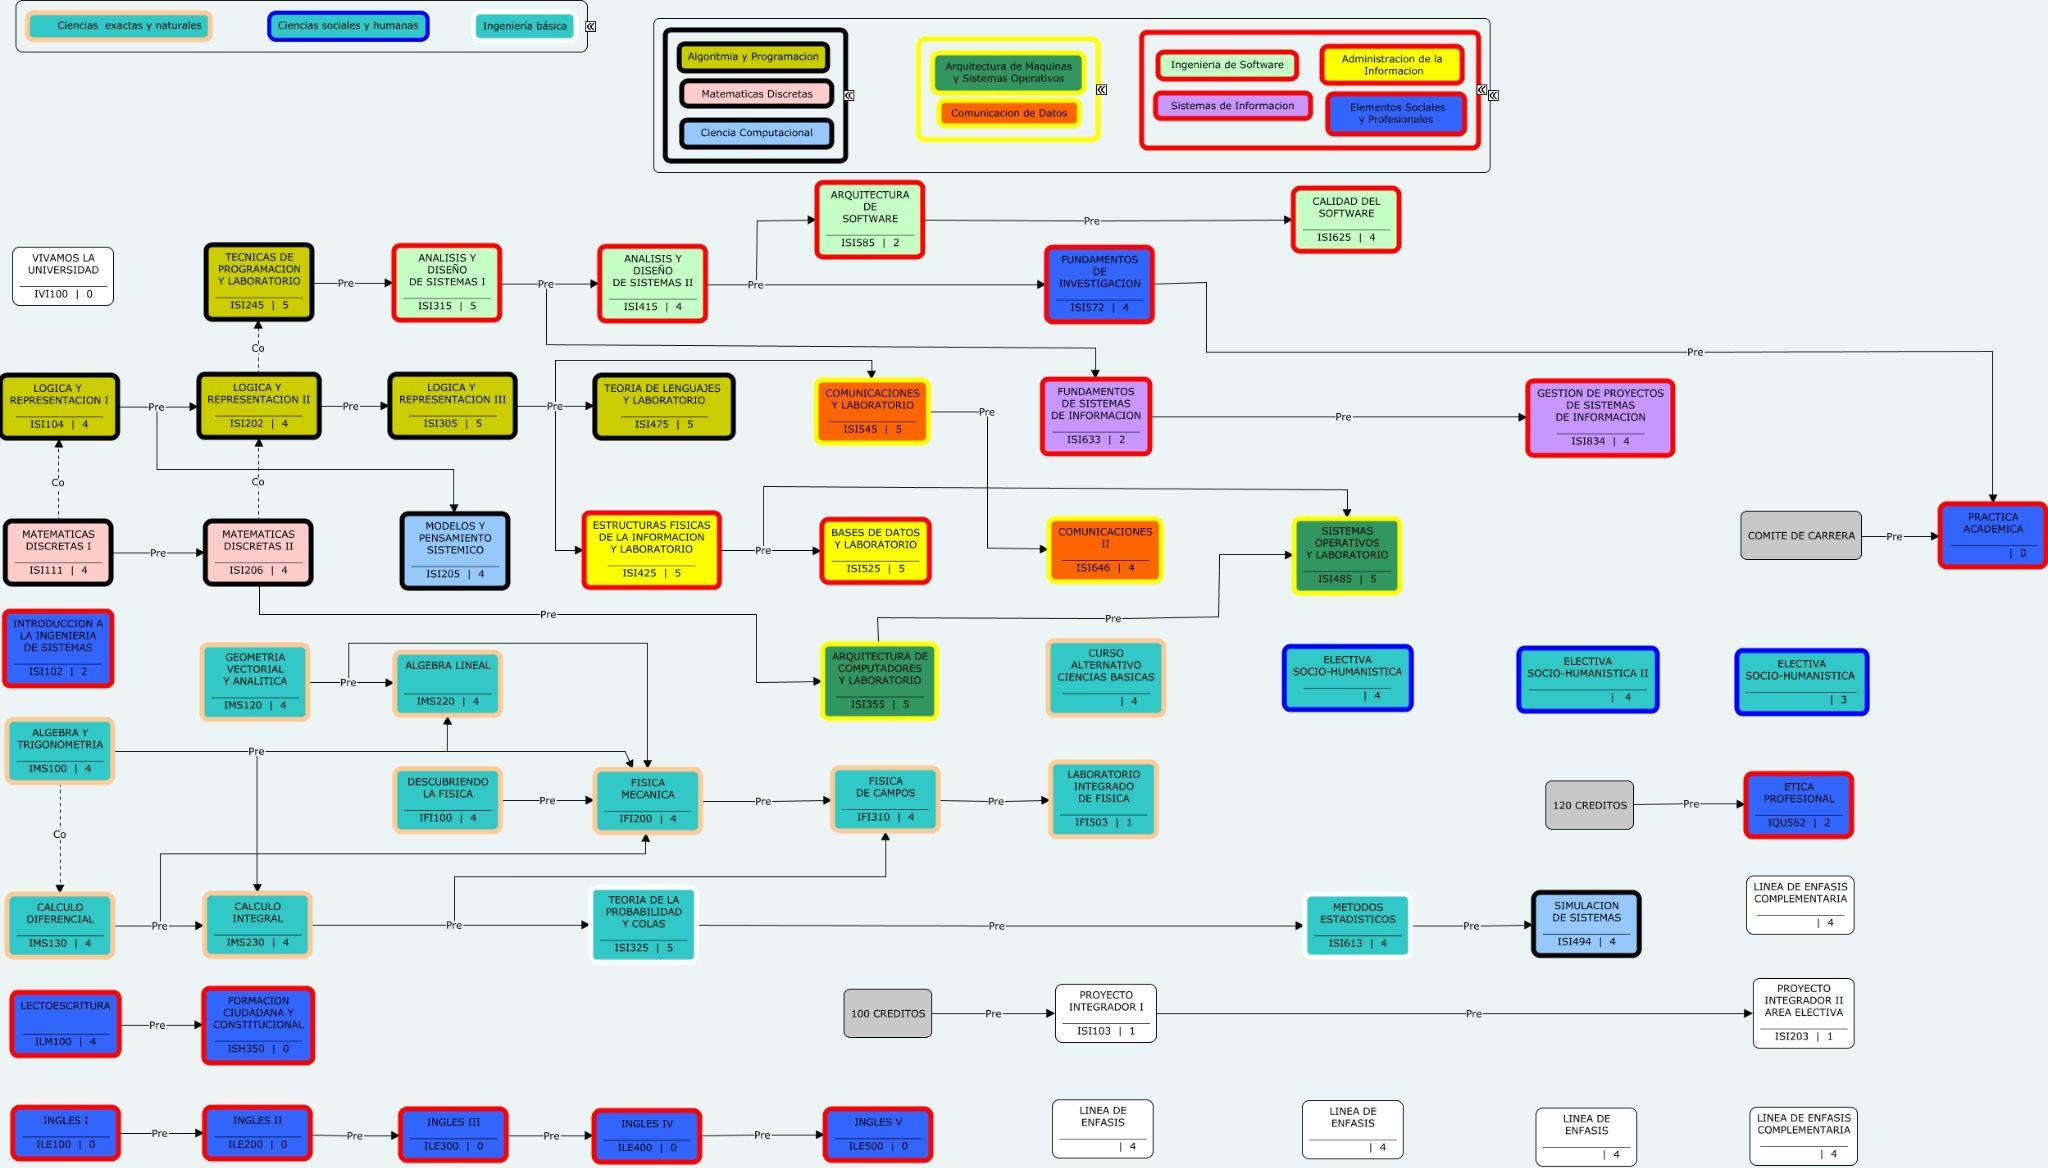 Ciencias  exactas y naturales
Ciencias sociales y humanas
Ingeniería básica
Algoritmia y Programacion
Matematicas Discretas
Ciencia Computacional
Arquitectura de Maquinas
y Sistemas Operativos
Comunicacion de Datos
Ingenieria de Software
Administracion de la
Informacion
Sistemas de Informacion
Elementos Sociales
y Profesionales
ARQUITECTURA
DE
SOFTWARE
ISI585 | 2
Pre
CALIDAD DEL
SOFTWARE
ISI625 | 4
VIVAMOS LA
UNIVERSIDAD
IVI100 | 0
TECNICAS DE
PROGRAMACION
Y LABORATORIO
ISI245 | 5
Pre
ANALISIS Y
DISEÑO
DE SISTEMAS I
ISI315 | 5
Pre
ANALISIS Y
DISEÑO
DE SISTEMAS II
ISI415 | 4
Pre
FUNDAMENTOS
DE
INVESTIGACION
ISI572 | 4
Pre
Co
LOGICA Y
REPRESENTACION I
ISI104 | 4
Pre
LOGICA Y
REPRESENTACION II
ISI202 | 4
Pre
LOGICA Y
REPRESENTACION III
ISI305 | 5
Pre
TEORIA DE LENGUAJES
Y LABORATORIO
ISI475 | 5
COMUNICACIONES
Y LABORATORIO
ISI545 | 5
Pre
FUNDAMENTOS
DE SISTEMAS
DE INFORMACION
ISI633 | 2
Pre
GESTION DE PROYECTOS
DE SISTEMAS
DE INFORMACION
ISI834 | 4
Co
Co
MATEMATICAS
DISCRETAS I
ISI111 | 4
Pre
MATEMATICAS
DISCRETAS II
ISI206 | 4
MODELOS Y
PENSAMIENTO
SISTEMICO
ISI205 | 4
ESTRUCTURAS FISICAS
DE LA INFORMACION
Y LABORATORIO
ISI425 | 5
Pre
BASES DE DATOS
Y LABORATORIO
ISI525 | 5
COMUNICACIONES
II
ISI646 | 4
SISTEMAS
OPERATIVOS
Y LABORATORIO
ISI485 | 5
COMITE DE CARRERA
Pre
PRACTICA
ACADEMICA
| 0
Pre
Pre
INTRODUCCION A
LA INGENIERIA
DE SISTEMAS
ISI102 | 2
GEOMETRIA
VECTORIAL
Y ANALITICA
IMS120 | 4
Pre
ALGEBRA LINEAL
IMS220 | 4
ARQUITECTURA DE
COMPUTADORES
Y LABORATORIO
ISI355 | 5
CURSO
ALTERNATIVO
CIENCIAS BASICAS
| 4
ELECTIVA
SOCIO-HUMANISTICA
| 4
ELECTIVA
SOCIO-HUMANISTICA II
| 4
ELECTIVA
SOCIO-HUMANISTICA
| 3
ALGEBRA Y
TRIGONOMETRIA
IMS100 | 4
Pre
DESCUBRIENDO
LA FISICA
IFI100 | 4
Pre
FISICA
MECANICA
IFI200 | 4
Pre
FISICA
DE CAMPOS
IFI310 | 4
Pre
LABORATORIO
INTEGRADO
DE FISICA
IFI503 | 1
120 CREDITOS
Pre
ETICA
PROFESIONAL
IQU562 | 2
Co
CALCULO
DIFERENCIAL
IMS130 | 4
Pre
CALCULO
INTEGRAL
IMS230 | 4
Pre
TEORIA DE LA
PROBABILIDAD
Y COLAS
ISI325 | 5
Pre
METODOS
ESTADISTICOS
ISI613 | 4
Pre
SIMULACION
DE SISTEMAS
ISI494 | 4
LINEA DE ENFASIS
COMPLEMENTARIA
| 4
LECTOESCRITURA
ILM100 | 4
Pre
FORMACION
CIUDADANA Y
CONSTITUCIONAL
ISH350 | 0
100 CREDITOS
Pre
PROYECTO
INTEGRADOR I
ISI103 | 1
Pre
PROYECTO
INTEGRADOR II
AREA ELECTIVA
ISI203 | 1
INGLES I
ILE100 | 0
Pre
INGLES II
ILE200 | 0
Pre
INGLES III
ILE300 | 0
Pre
INGLES IV
ILE400 | 0
Pre
INGLES V
ILE500 | 0
LINEA DE
ENFASIS
| 4
LINEA DE
ENFASIS
| 4
LINEA DE
ENFASIS
| 4
LINEA DE ENFASIS
COMPLEMENTARIA
| 4